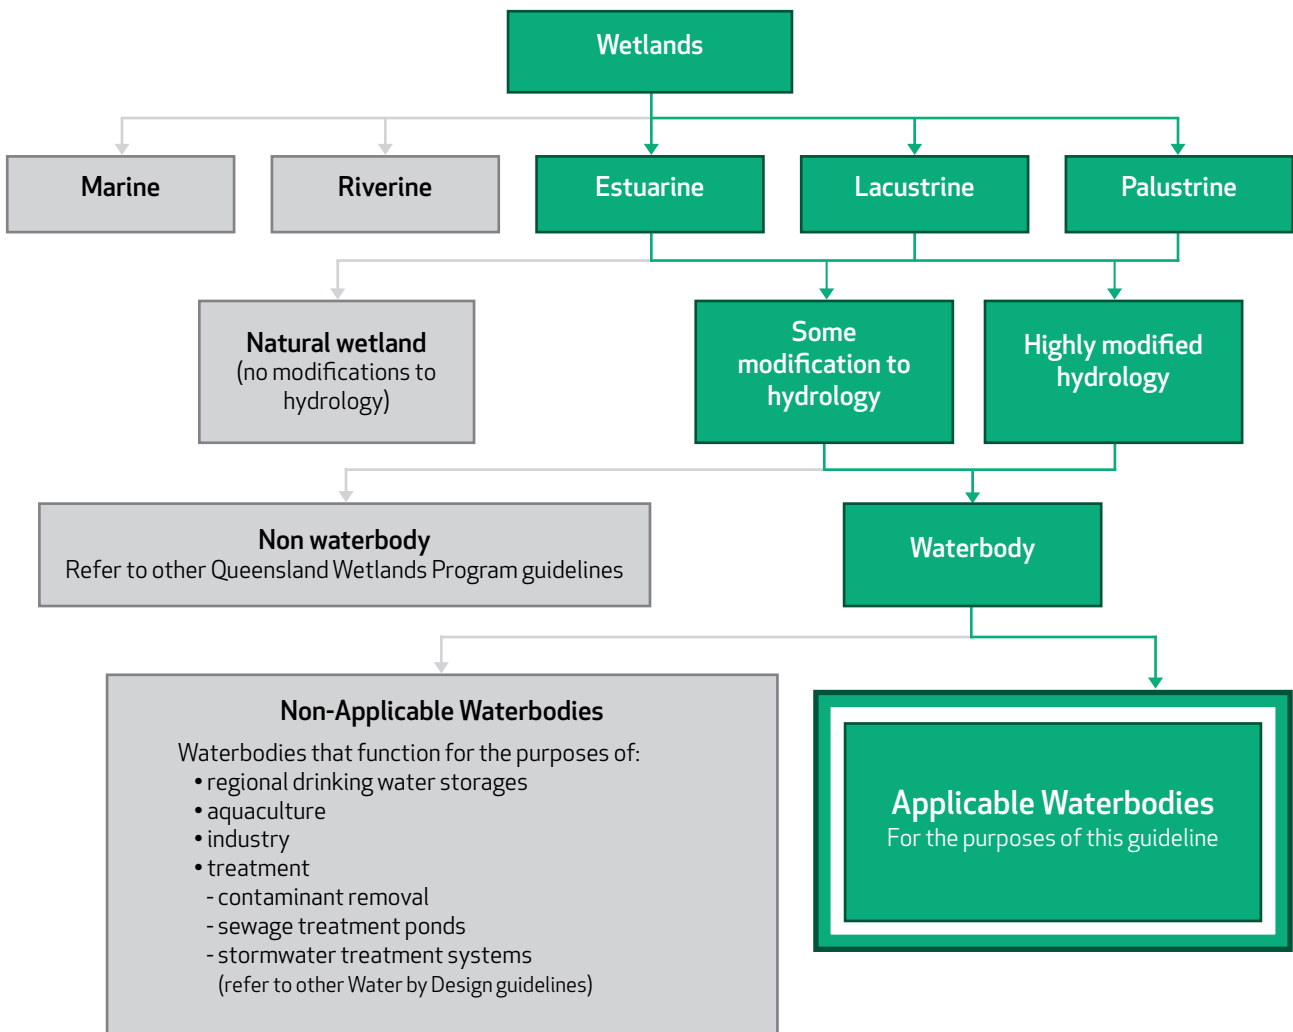 Wetlands
Marine
Riverine
Estuarine
Lacustrine
Palustrine
Natural wetland
(no modifications to
hydrology)
Some
modification to
hydrology
Highly modified
hydrology
Non waterbody
Refer to other Queensland Wetlands Program guidelines
Waterbody
Non-Applicable Waterbodies
Waterbodies that function for the purposes of:
• regional drinking water storages
• aquaculture
• industry
• treatment
- contaminant removal
- sewage treatment ponds
- stormwater treatment systems
(refer to other Water by Design guidelines)
Applicable Waterbodies
For the purposes of this guideline